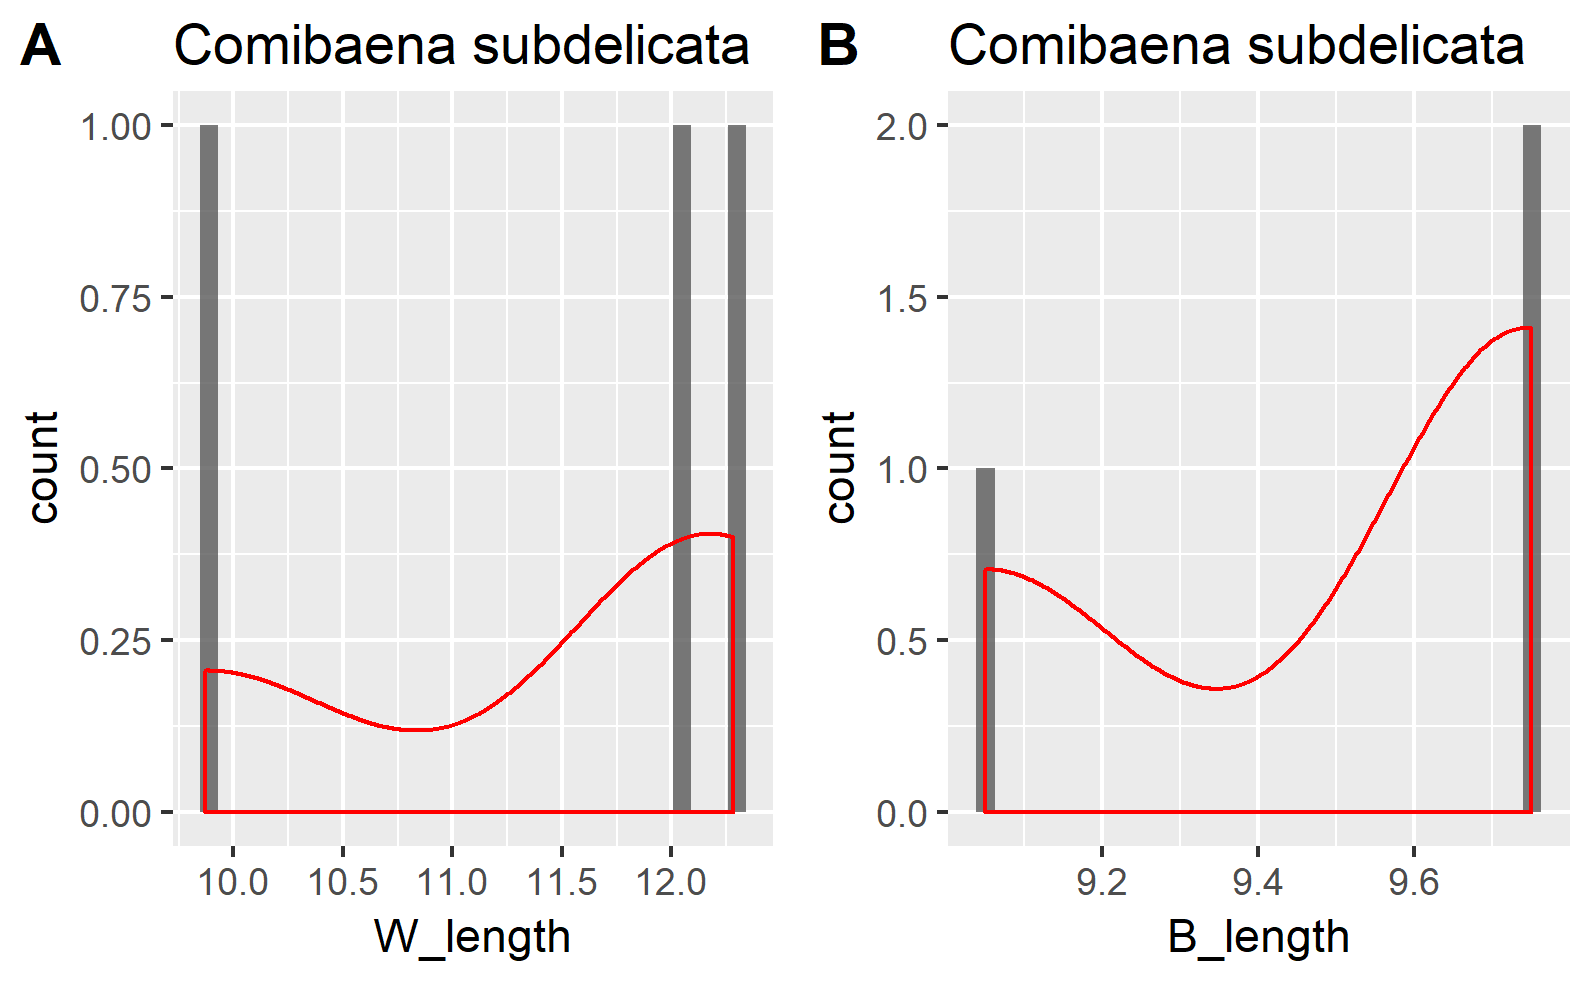 A
Comibaena subdelicata
1.00
0.75
0.50
0.25
0.00
count
10.0 10.5 11.0 11.5 12.0
W_length
B
Comibaena subdelicata
2.0
1.5
1.0
0.5
0.0
count
9.2 9.4 9.6
B_length